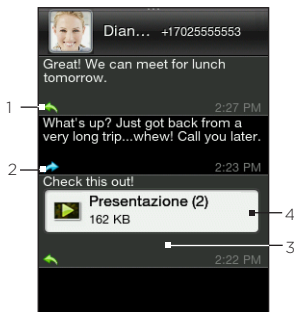 Dian... +17025555553
Great! We can meet for lunch
tomorrow.
1
2:27 PM
What's up? Just got back from a
very long trip...whew! Call you later.
2
2:23 PM
Check this out!
Presentazione (2)
162 KB
4
3
2:22 PM